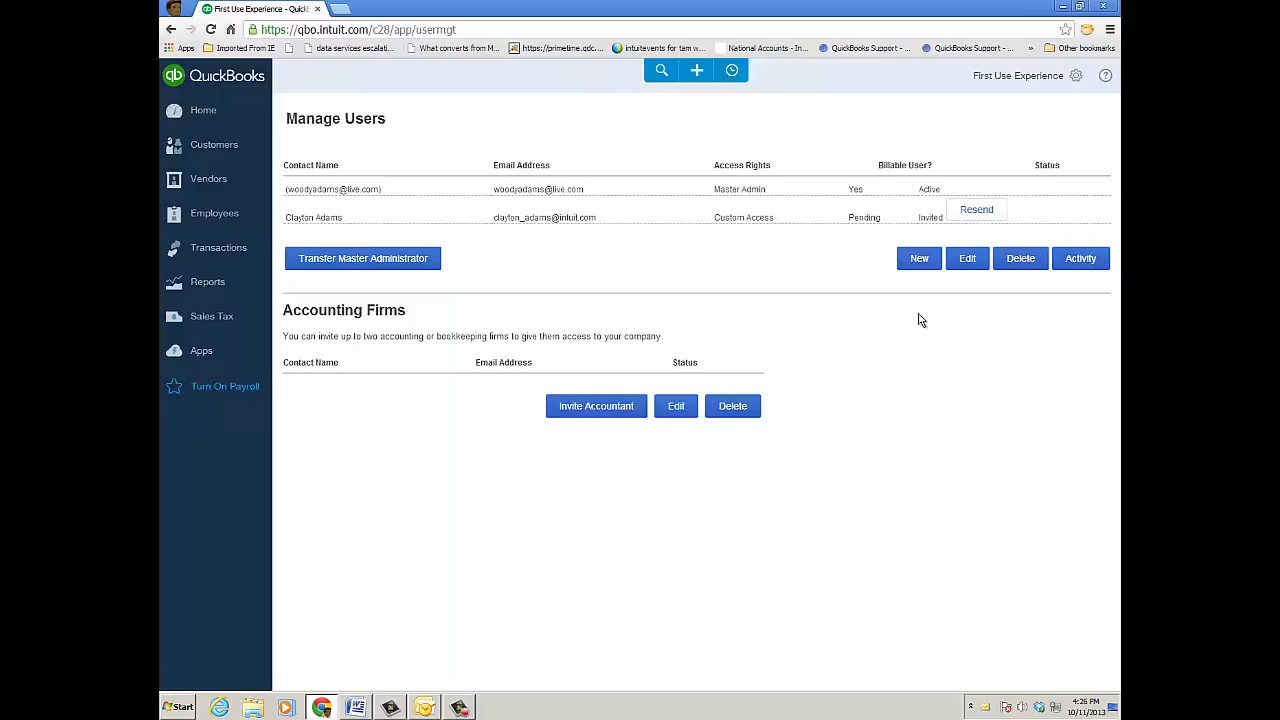 First Use Experience - QuickB
https://qbo.intuit.com/c28/app/usermgt
Apps Imported From IE data services escalati... What converts from M... https://primetime.qdc... intuitevents for tam w... National Accounts - In... QuickBooks Support - ... QuickBooks Support - ... » Other bookmarks
qb QuickBooks
First Use Experience
Home
Customers
Vendors
Employees
Transactions
Reports
Sales Tax
Apps
Turn On Payroll
Manage Users
Contact Name Email Address Access Rights Billable User? Status
(woodyadams@live.com) woodyadams@live.com Master Admin Yes Active
Clayton Adams clayton_adams@intuit.com Custom Access Pending Invited Resend
Transfer Master Administrator New Edit Delete Activity
Accounting Firms
You can invite up to two accounting or bookkeeping firms to give them access to your company.
Contact Name Email Address Status
Invite Accountant Edit Delete
Start
4:26 PM
10/11/2013